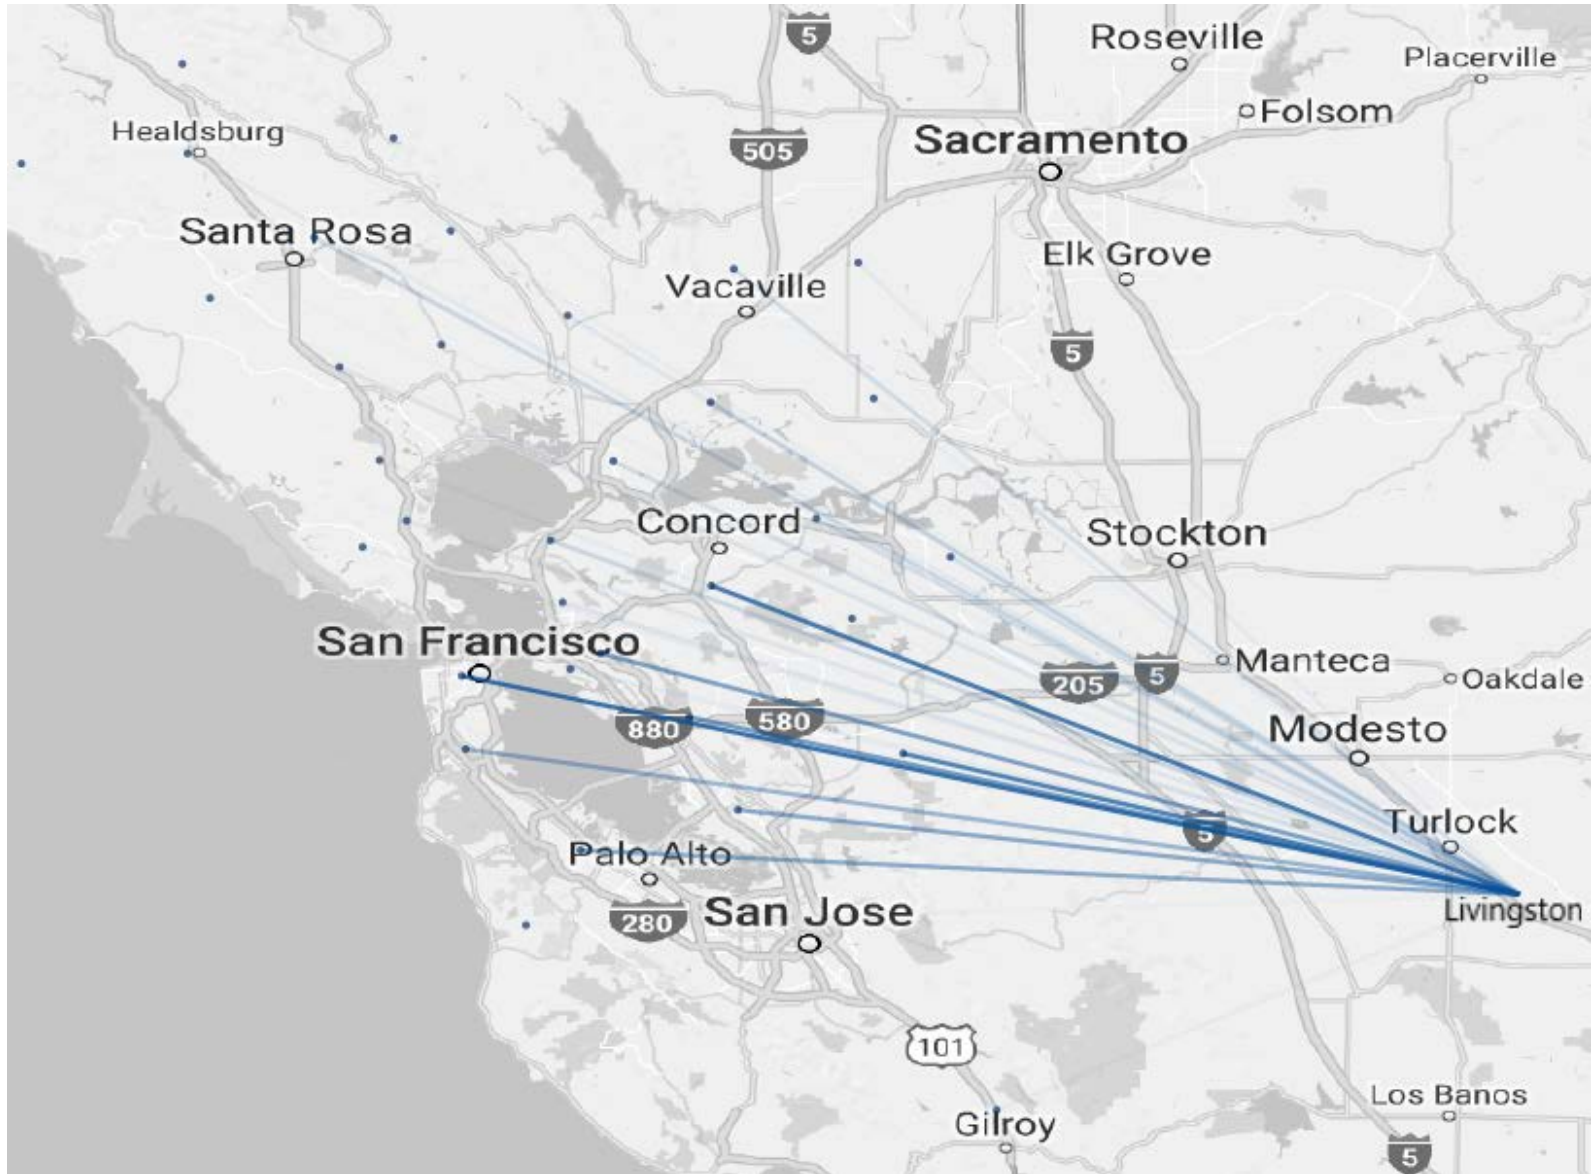 5
Roseville
Placerville
Folsom
Healdsburg
505
Sacramento
Santa Rosa
Elk Grove
Vacaville
5
Concord
Stockton
San Francisco
Manteca
205
5
Oakdale
880
580
Modesto
5
Turlock
Palo Alto
280
San Jose
Livingston
101
Los Banos
Gilroy
5